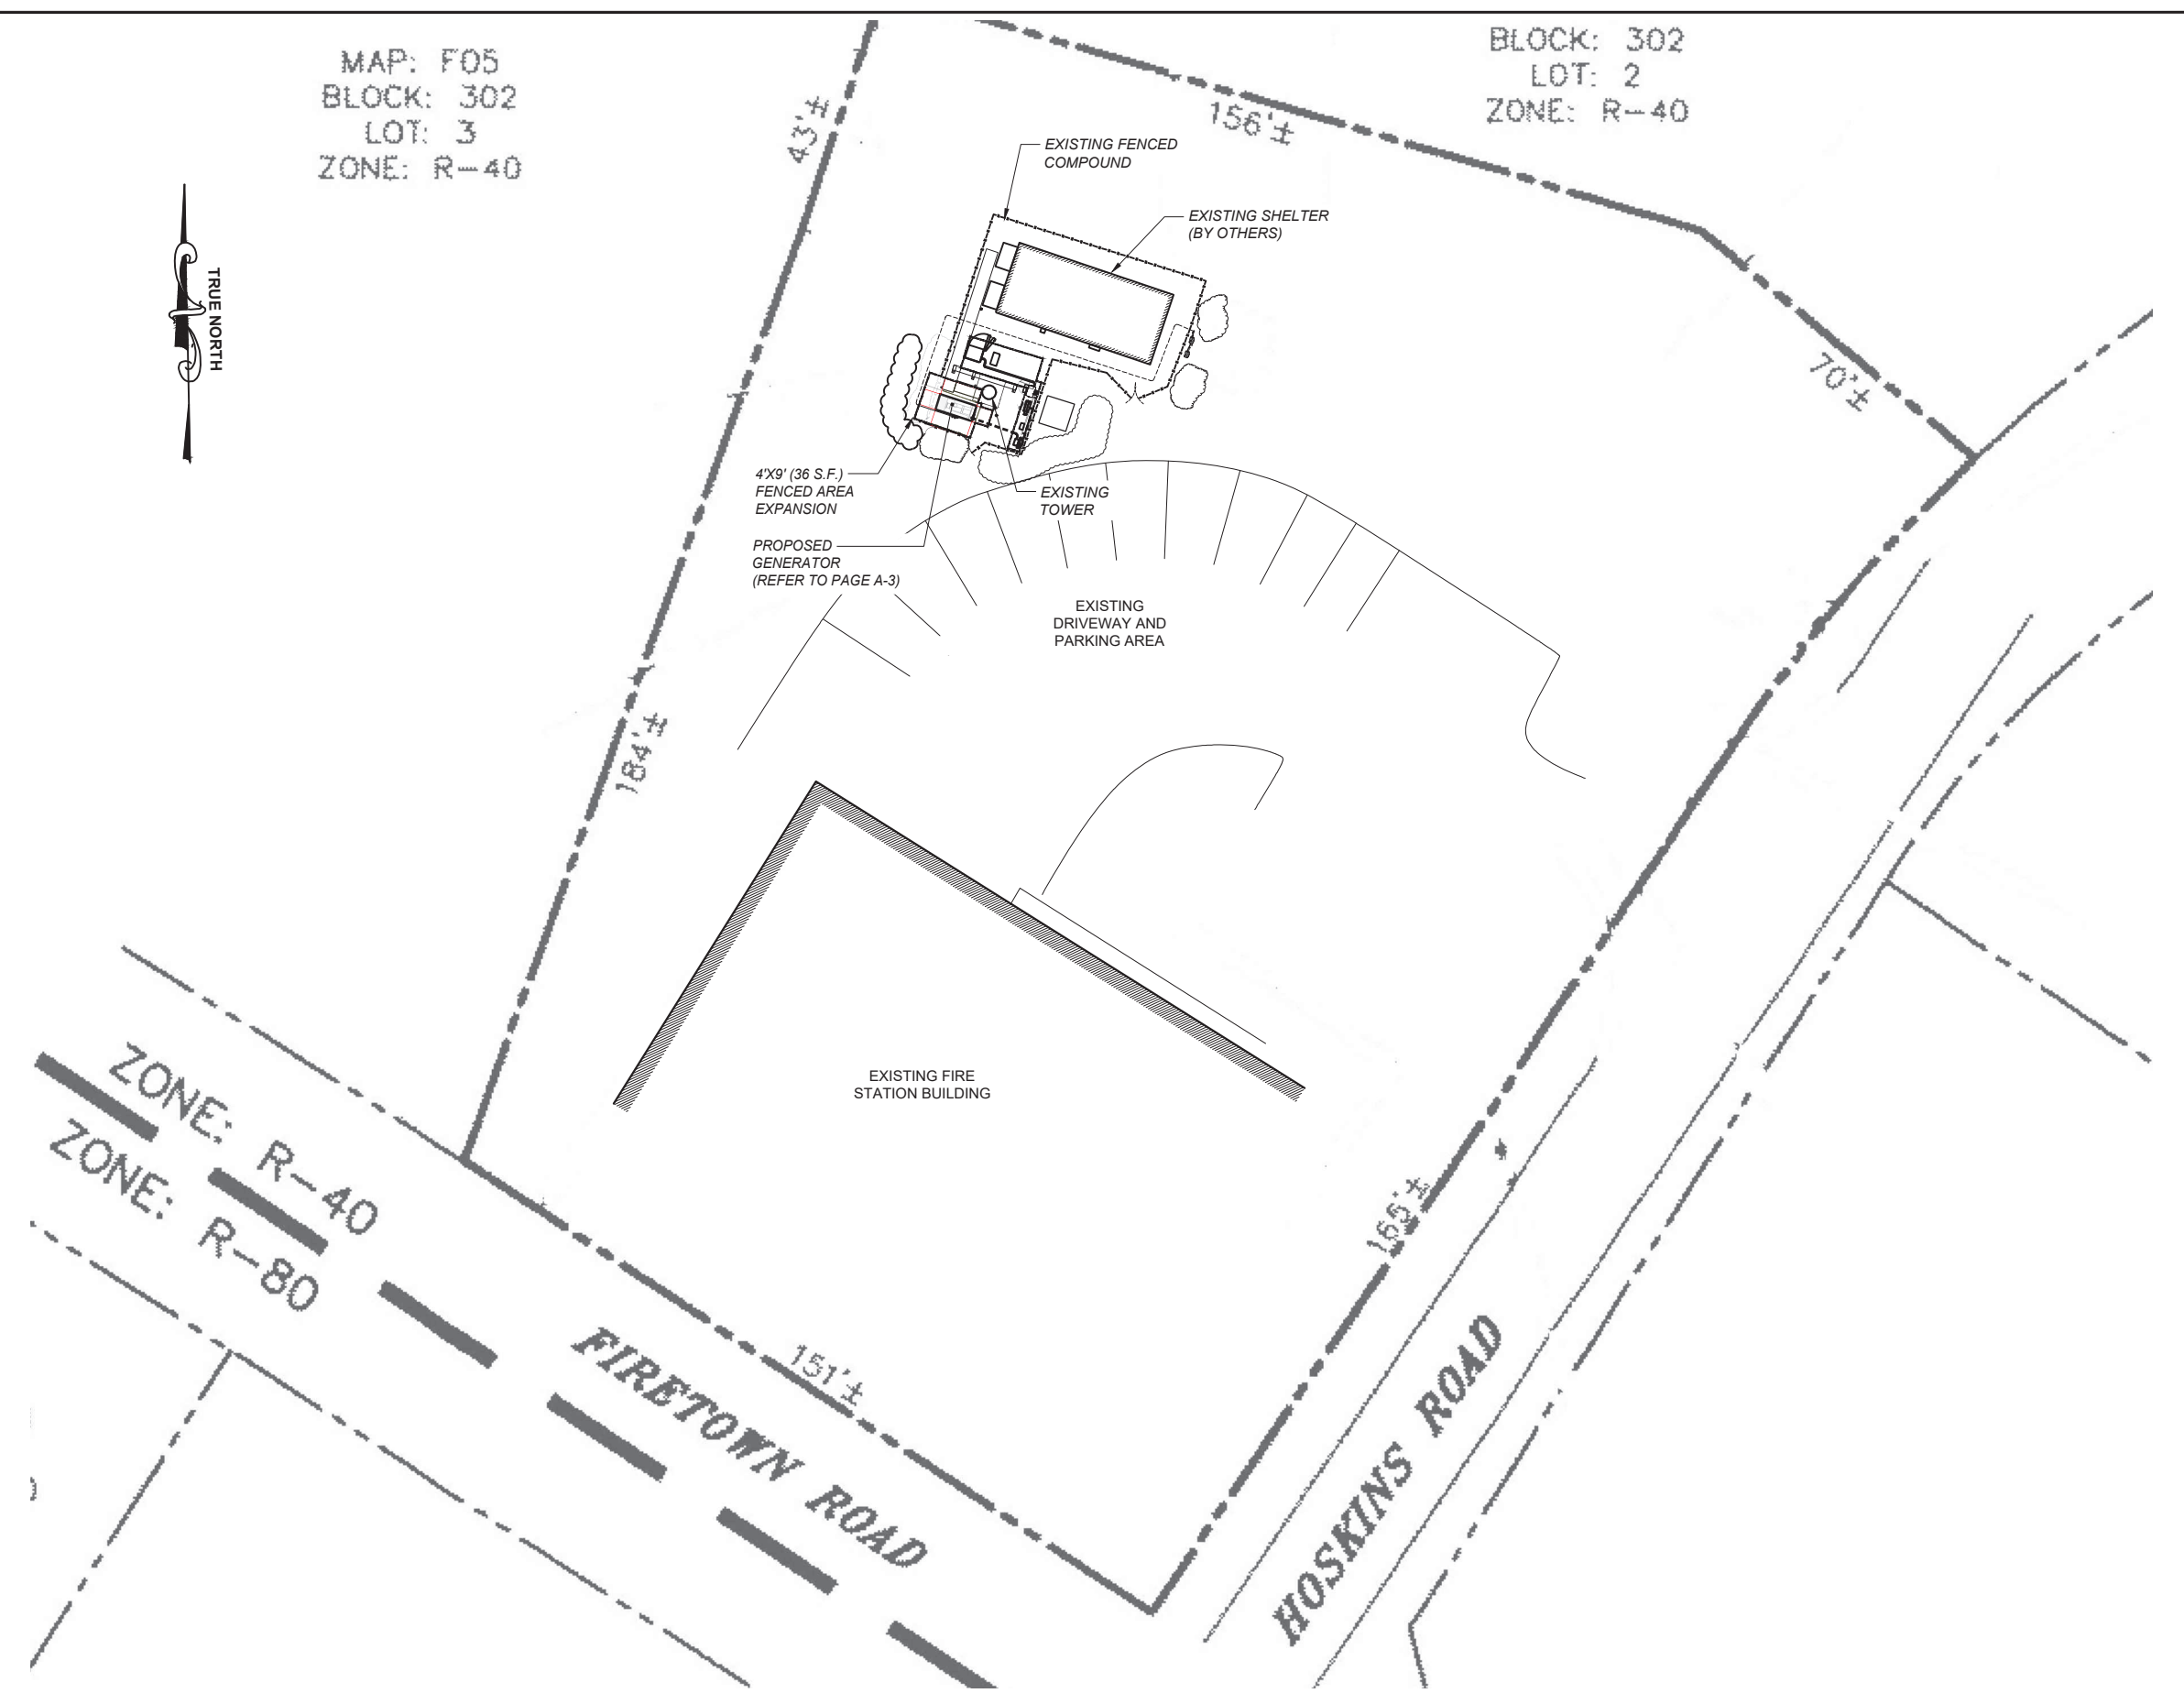 MAP: F05
BLOCK: 302
LOT: 3
ZONE: R-40
BLOCK: 302
LOT: 2
ZONE: R-40
43'±
156'±
EXISTING FENCED
COMPOUND
EXISTING SHELTER
(BY OTHERS)
TRUE NORTH
70'±
4'X9' (36 S.F.)
FENCED AREA
EXPANSION
EXISTING
TOWER
PROPOSED
GENERATOR
(REFER TO PAGE A-3)
EXISTING
DRIVEWAY AND
PARKING AREA
184'±
EXISTING FIRE
STATION BUILDING
ZONE: R-40
ZONE: R-80
151'±
FIRETOWN ROAD
HOSKINS ROAD